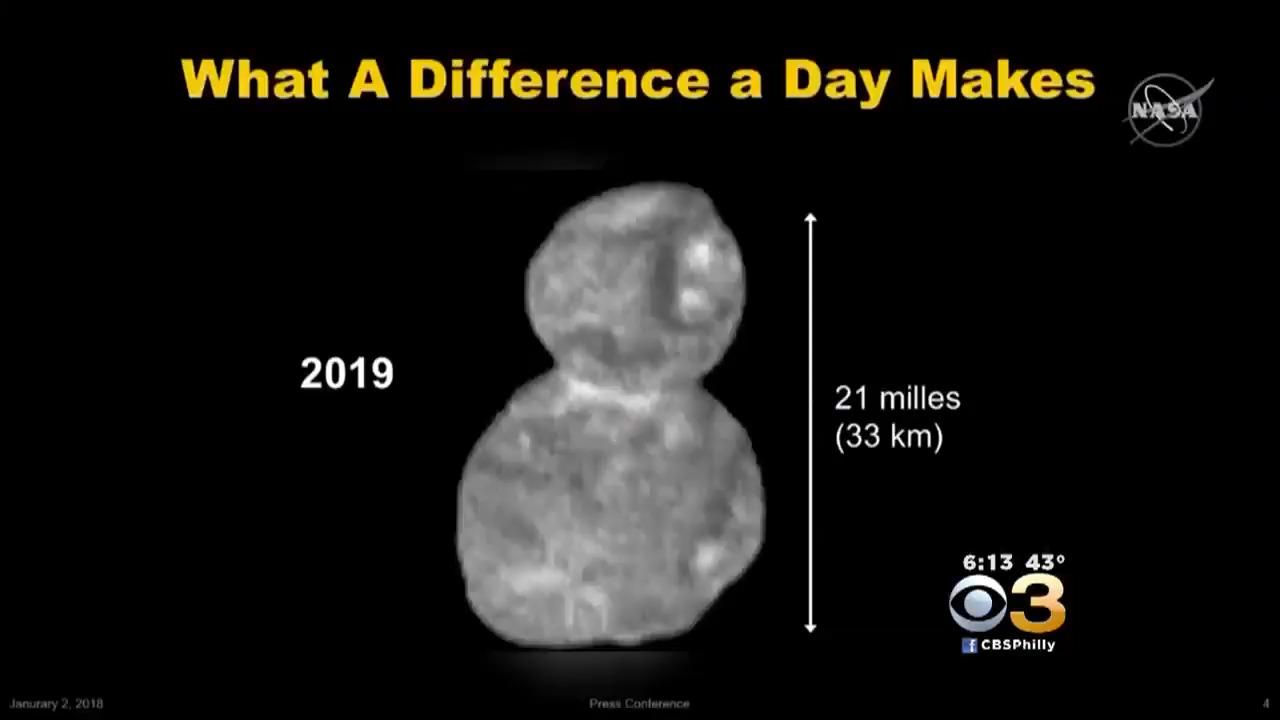 What A Difference a Day Makes
NASA
2019
21 milles
(33 km)
6:13 43°
3
CBSPhilly
Janurary 2, 2018
Press Conference
4